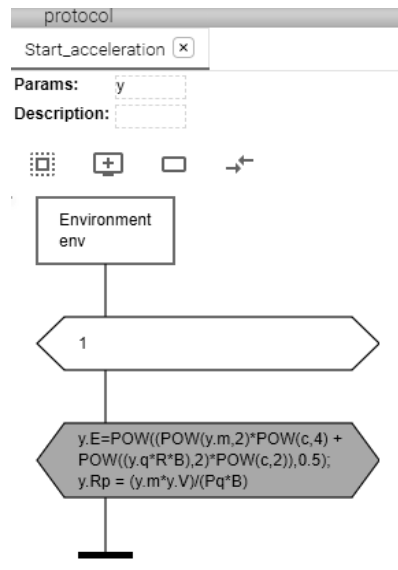 protocol
Start_acceleration
Params: y
Description:
Environment
env
1
y.E=POW((POW(y.m,2)*POW(c,4) +
POW((y.q*R*B),2)*POW(c,2)),0.5);
y.Rp = (y.m*y.V)/(Pq*B)